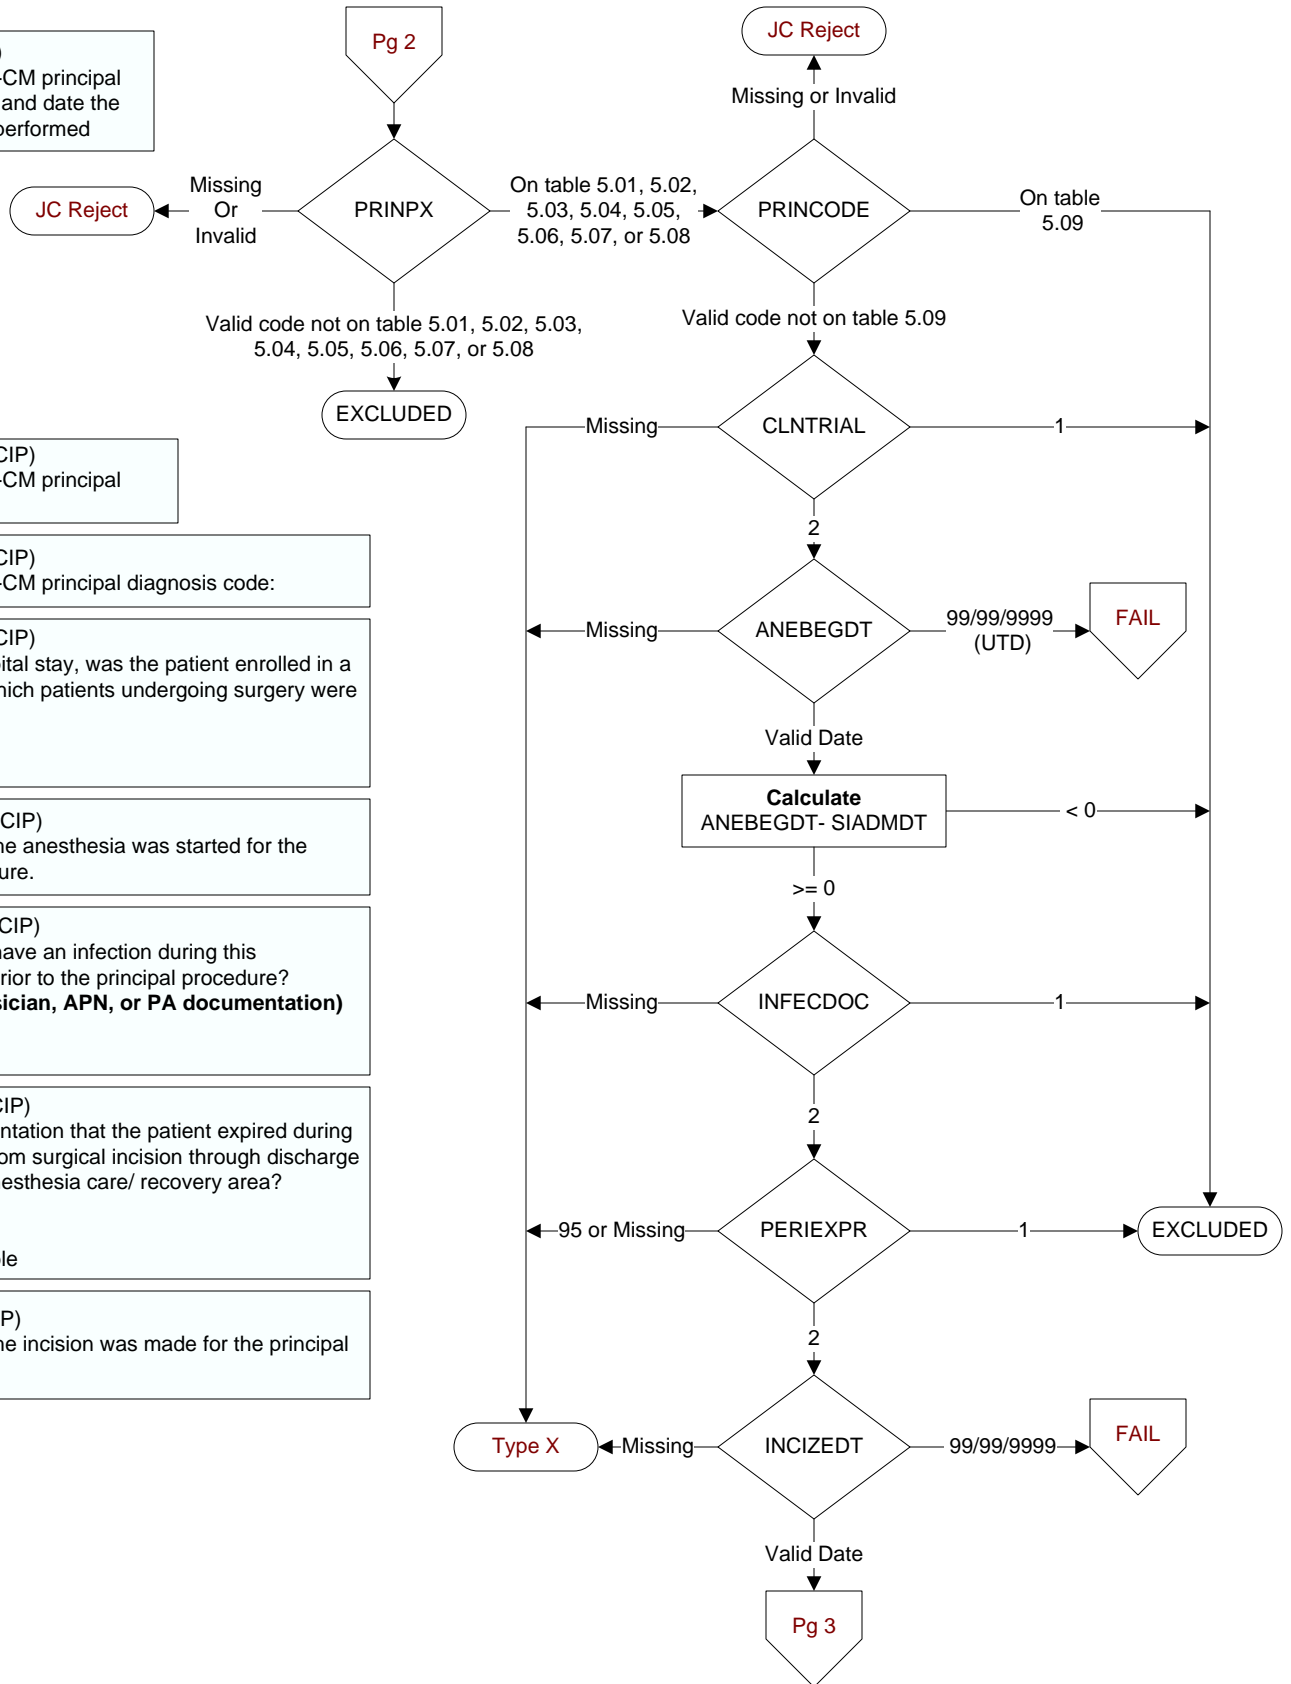 Pg 2
JC Reject
)
-CM principal
and date the
performed
Missing or Invalid
JC Reject
Missing
Or
Invalid
PRINPX
On table 5.01, 5.02,
5.03, 5.04, 5.05,
5.06, 5.07, or 5.08
PRINCODE
On table
5.09
Valid code not on table 5.01, 5.02, 5.03,
5.04, 5.05, 5.06, 5.07, or 5.08
EXCLUDED
Valid code not on table 5.09
Missing
CLNTRIAL
1
2
CIP)
-CM principal
CIP)
-CM principal diagnosis code:
Missing
ANEBEGDT
99/99/9999
(UTD)
FAIL
CIP)
ital stay, was the patient enrolled in a
hich patients undergoing surgery were
Valid Date
Calculate
ANEBEGDT- SIADMDT
< 0
>= 0
CIP)
he anesthesia was started for the
ure.
CIP)
have an infection during this
rior to the principal procedure?
sician, APN, or PA documentation)
Missing
INFECDOC
1
2
CIP)
ntation that the patient expired during
om surgical incision through discharge
nesthesia care/ recovery area?
ble
95 or Missing
PERIEXPR
1
EXCLUDED
2
IP)
he incision was made for the principal
Type X
Missing
INCIZEDT
99/99/9999
FAIL
Valid Date
Pg 3